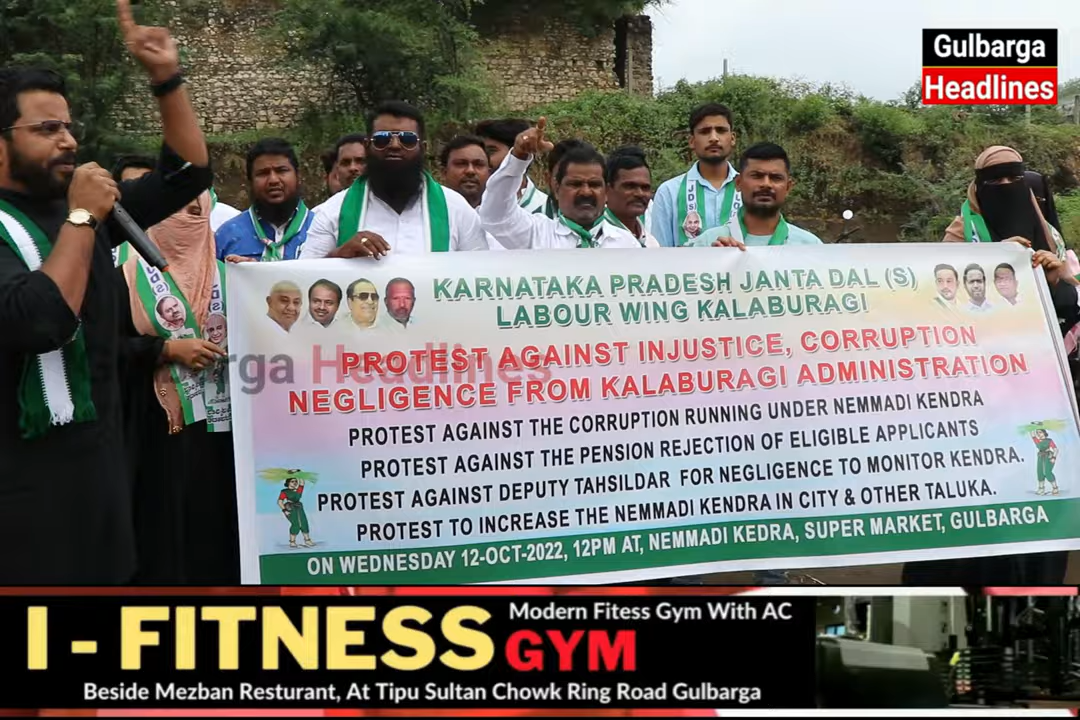 Gulbarga
Headlines
KARNATAKA PRADESH JANTA DAL (S)
LABOUR WING KALABURAGI
PROTEST AGAINST INJUSTICE, CORRUPTION
NEGLIGENCE FROM KALABURAGI ADMINISTRATION
PROTEST AGAINST THE CORRUPTION RUNNING UNDER NEMMADI KENDRA
PROTEST AGAINST THE PENSION REJECTION OF ELIGIBLE APPLICANTS
PROTEST AGAINST DEPUTY TAHSILDAR FOR NEGLIGENCE TO MONITOR KENDRA.
PROTEST TO INCREASE THE NEMMADI KENDRA IN CITY & OTHER TALUKA.
ON WEDNESDAY 12-OCT-2022, 12PM AT, NEMMADI KEDRA, SUPER MARKET, GULBARGA
Headlines
I - FITNESS
Modern Fitess Gym With AC
GYM
Beside Mezban Resturant, At Tipu Sultan Chowk Ring Road Gulbarga